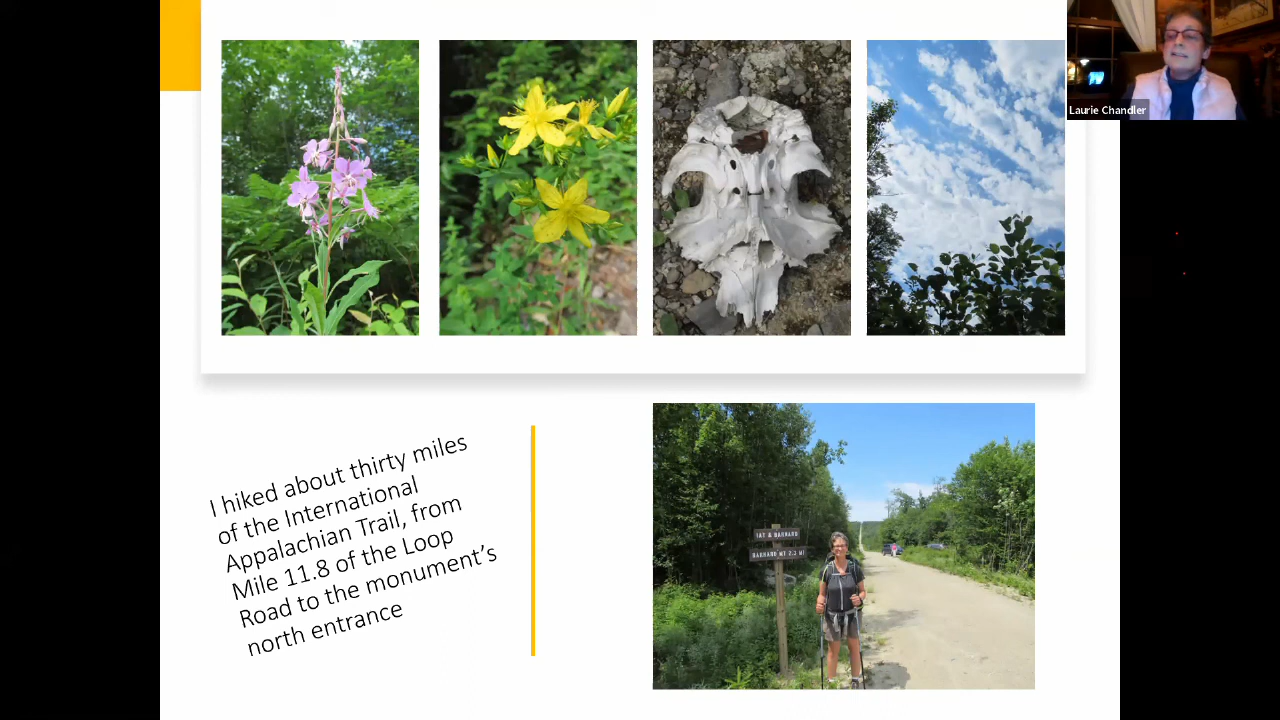 Laurie Chandler
I hiked about thirty miles
of the International
Appalachian Trail, from
Mile 11.8 of the Loop
Road to the monument's
north entrance
IAT & BARNARD
BARNARD MT 2.3 MI